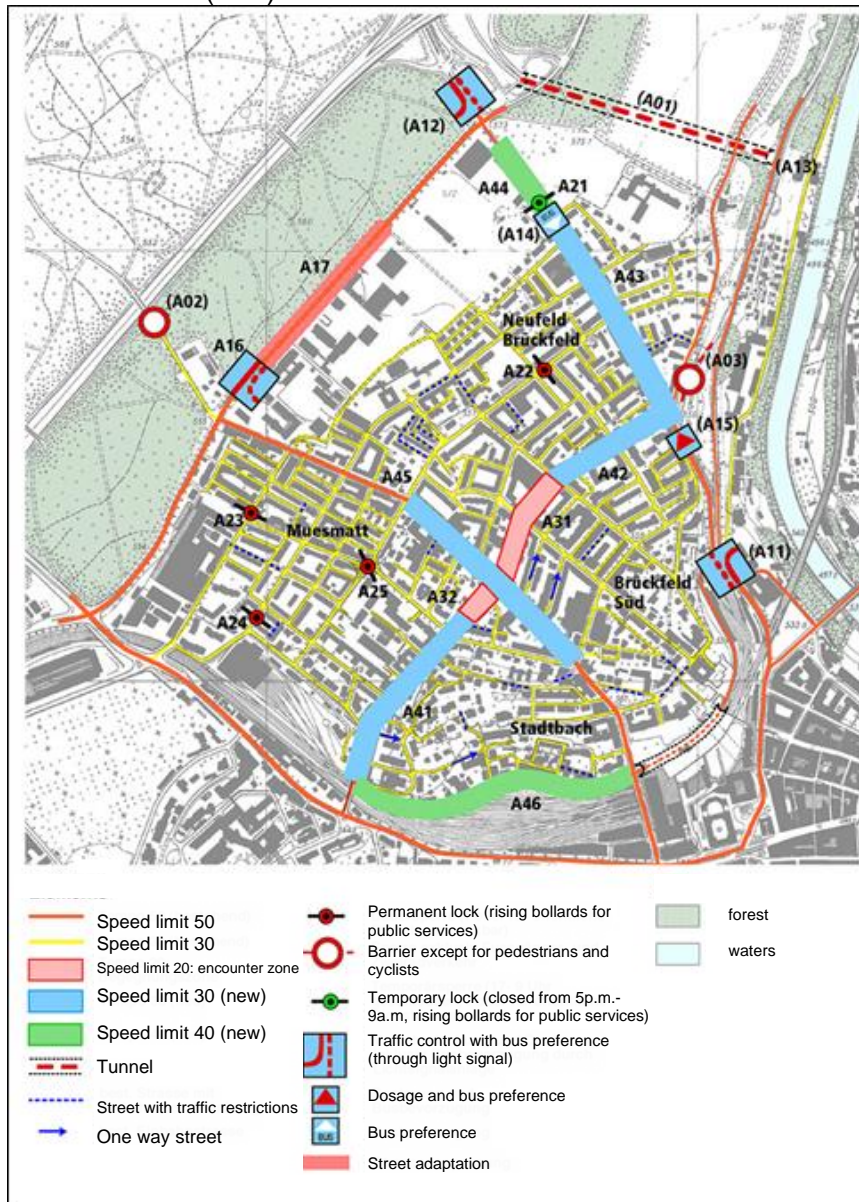 (A12)
(A01)
(A13)
A44
A21
(A14)
A17
A43
(A02)
Neufeld
Brückfeld
A16
A22
(A03)
(A15)
A45
A42
A23
Muesmatt
A31
(A11)
A25
A32
Brückfeld
Süd
A24
A41
Stadtbach
A46
Speed limit 50
Speed limit 30
Speed limit 20: encounter zone
Speed limit 30 (new)
Speed limit 40 (new)
Tunnel
Street with traffic restrictions
One way street
Permanent lock (rising bollards for
public services)
Barrier except for pedestrians and
cyclists
Temporary lock (closed from 5p.m.-
9a.m, rising bollards for public services)
Traffic control with bus preference
(through light signal)
Dosage and bus preference
BUS
Bus preference
Street adaptation
forest
waters